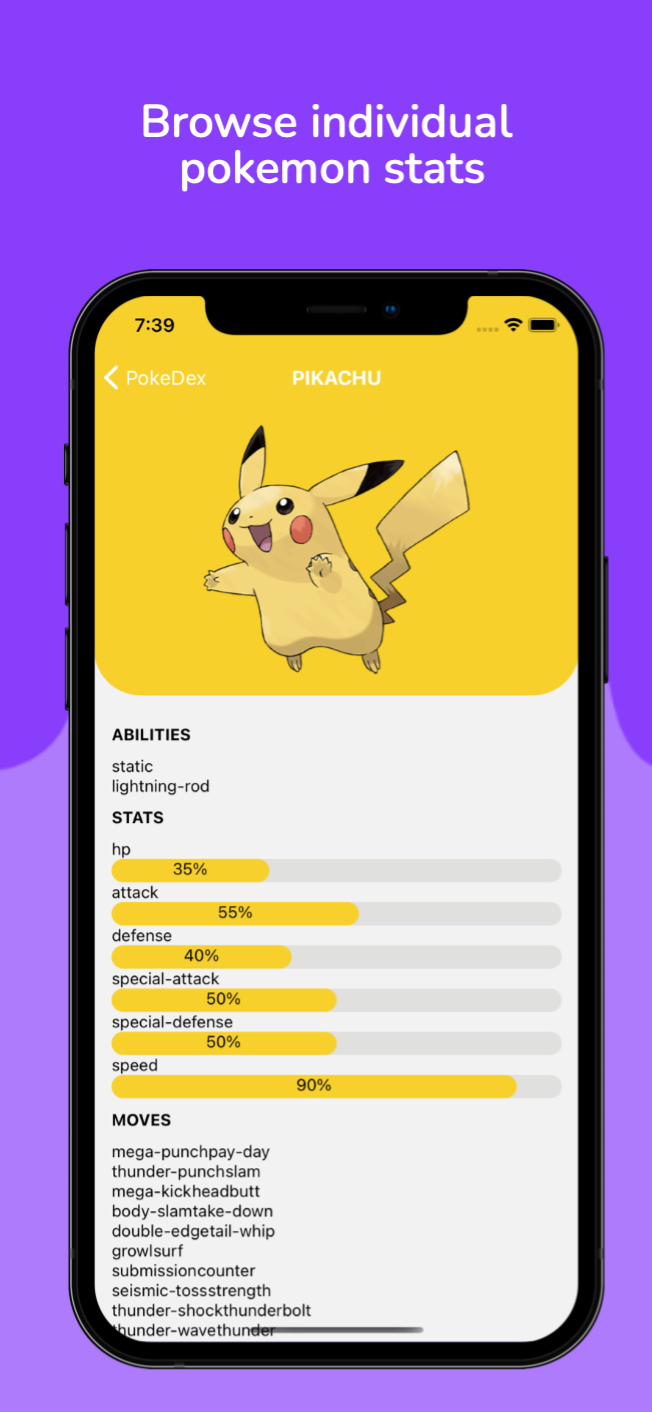 Browse individual
pokemon stats
7:39
PokeDex PIKACHU
ABILITIES
static
lightning-rod
STATS
hp
35%
attack
55%
defense
40%
special-attack
50%
special-defense
50%
speed
90%
MOVES
mega-punchpay-day
thunder-punchslam
mega-kickheadbutt
body-slamtake-down
double-edgetail-whip
growlsurf
submissioncounter
seismic-tossstrength
thunder-shockthunderbolt
thunder-wavethunder